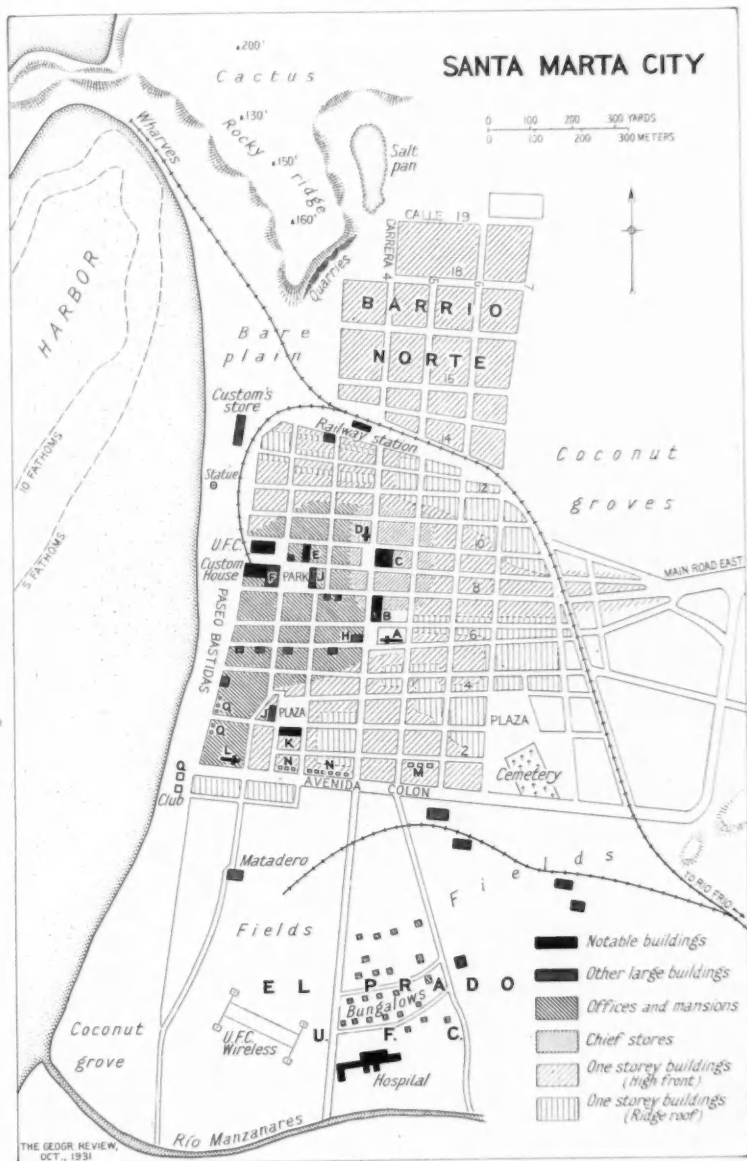 SANTA MARTA CITY
200'
Cactus
Wharves
130'
Rocky ridge
150'
160'
Salt
pan
0 100 200 300 YARDS
0 100 200 300 METERS
Quarries
CALLE 19
CARRERA 4
5
6
7
18
BARRIO
NORTE
16
14
HARBOR
Bare
plain
Custom's
store
Railway station
Statue
12
Coconut
groves
10 FATHOMS
5 FATHOMS
D
10
U.F.C.
E
C
Custom
House
F
PARK
J
8
MAIN ROAD EAST
PASEO BASTIDAS
B
H
A
6
4
Q
J
PLAZA
PLAZA
Q
K
2
L
N
N
M
Cemetery
Q
Club
AVENIDA COLON
Matadero
Fields
Fields
TO RIO FRIO
EL PRADO
Bungalows
U. F. C.
U.F.C.
Wireless
Coconut
grove
Hospital
Río Manzanares
Notable buildings
Other large buildings
Offices and mansions
Chief stores
One storey buildings
(High front)
One storey buildings
(Ridge roof)
THE GEOGR. REVIEW,
OCT., 1931